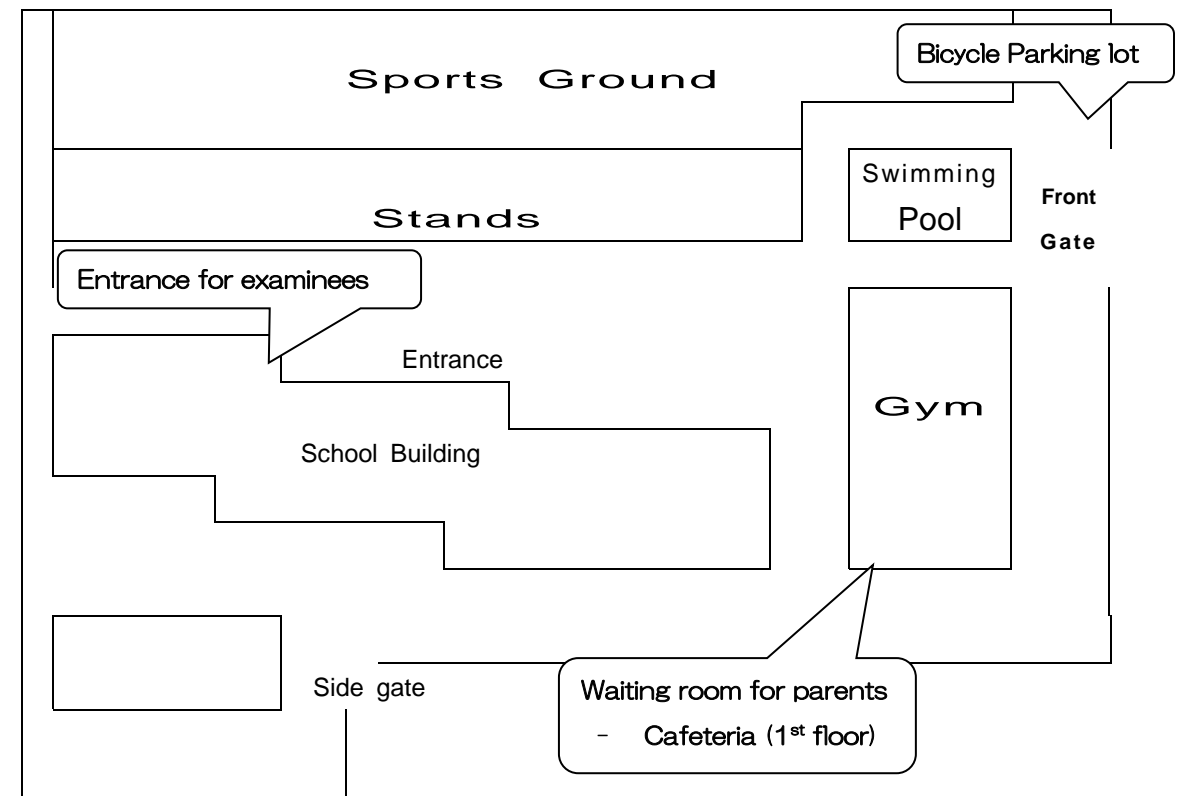 Bicycle Parking lot
Sports Ground
Swimming
Pool
Front
Gate
Stands
Entrance for examinees
Entrance
Gym
School Building
Side gate
Waiting room for parents
- Cafeteria (1st floor)